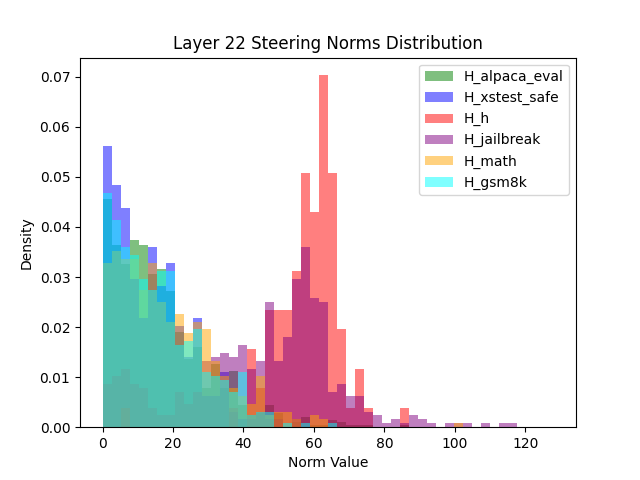 Layer 22 Steering Norms Distribution
H_alpaca_eval
H_xstest_safe
H_h
H_jailbreak
H_math
H_gsm8k
0.07
0.06
0.05
0.04
0.03
0.02
0.01
0.00
Density
0 20 40 60 80 100 120
Norm Value